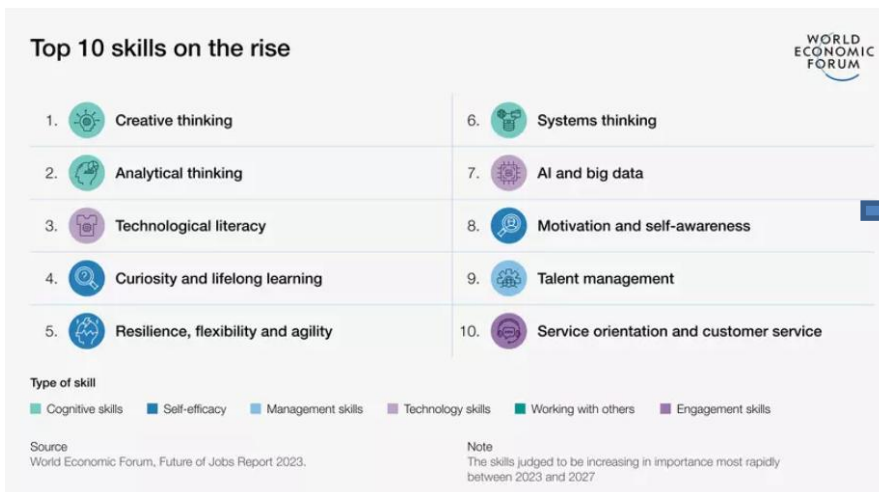 Top 10 skills on the rise
WORLD
ECONOMIC
FORUM
1. Creative thinking
2. Analytical thinking
3. Technological literacy
4. Curiosity and lifelong learning
5. Resilience, flexibility and agility
6. Systems thinking
7. AI and big data
8. Motivation and self-awareness
9. Talent management
10. Service orientation and customer service
Type of skill
Cognitive skills Self-efficacy Management skills Technology skills Working with others Engagement skills
Source
World Economic Forum, Future of Jobs Report 2023.
Note
The skills judged to be increasing in importance most rapidly
between 2023 and 2027